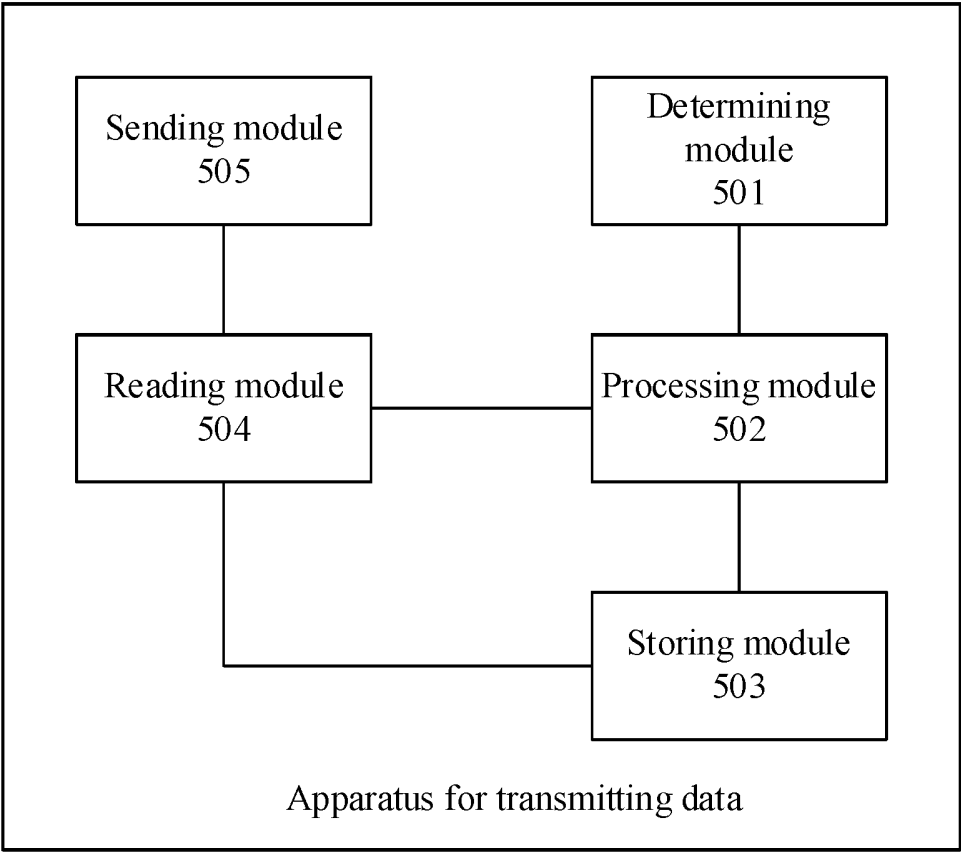 Sending module
505
Determining
module
501
Reading module
504
Processing module
502
Storing module
503
Apparatus for transmitting data